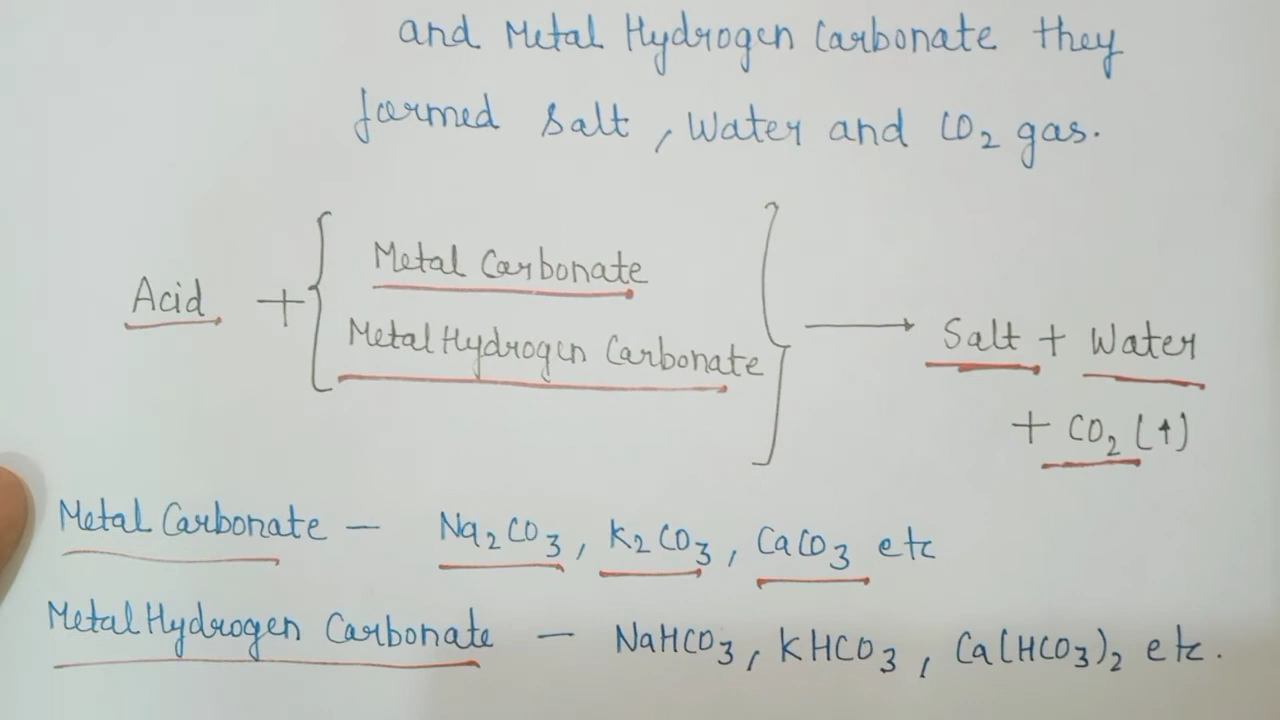 and Metal Hydrogen Carbonate they
formed Salt, Water and CO2 gas.
Metal Carbonate
Acid + { Metal Hydrogen Carbonate } → Salt + Water
+ CO2 (↑)
Metal Carbonate — Na2CO3, K2CO3, CaCO3 etc
Metal Hydrogen Carbonate — NaHCO3, KHCO3, Ca(HCO3)2 etc.